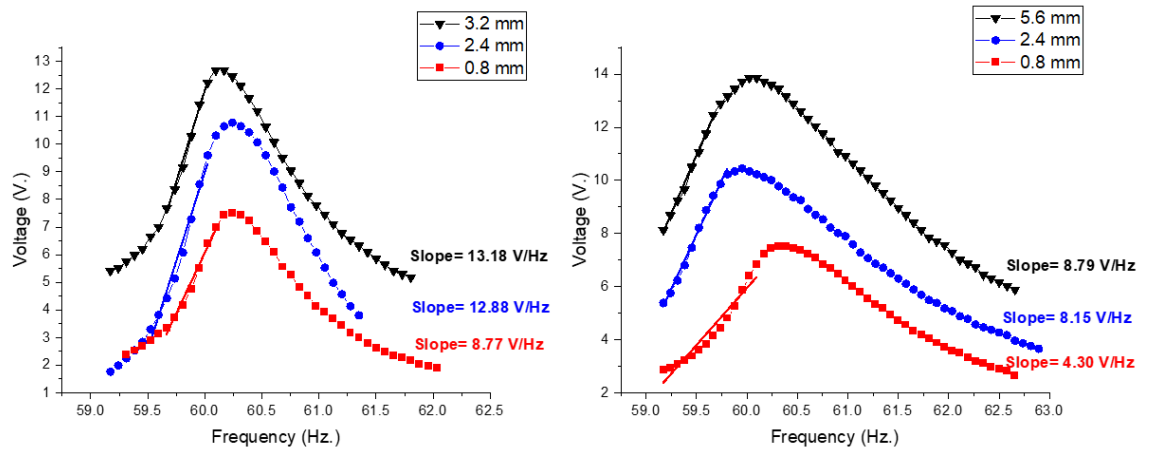 3.2 mm
2.4 mm
0.8 mm
13
12
11
10
9
8
7
6
5
4
3
2
1
Voltage (V.)
Slope= 13.18 V/Hz
Slope= 12.88 V/Hz
Slope= 8.77 V/Hz
59.0 59.5 60.0 60.5 61.0 61.5 62.0 62.5
Frequency (Hz.)
5.6 mm
2.4 mm
0.8 mm
14
12
10
8
6
4
2
Voltage (V.)
Slope= 8.79 V/Hz
Slope= 8.15 V/Hz
Slope= 4.30 V/Hz
59.0 59.5 60.0 60.5 61.0 61.5 62.0 62.5 63.0
Frequency (Hz.)